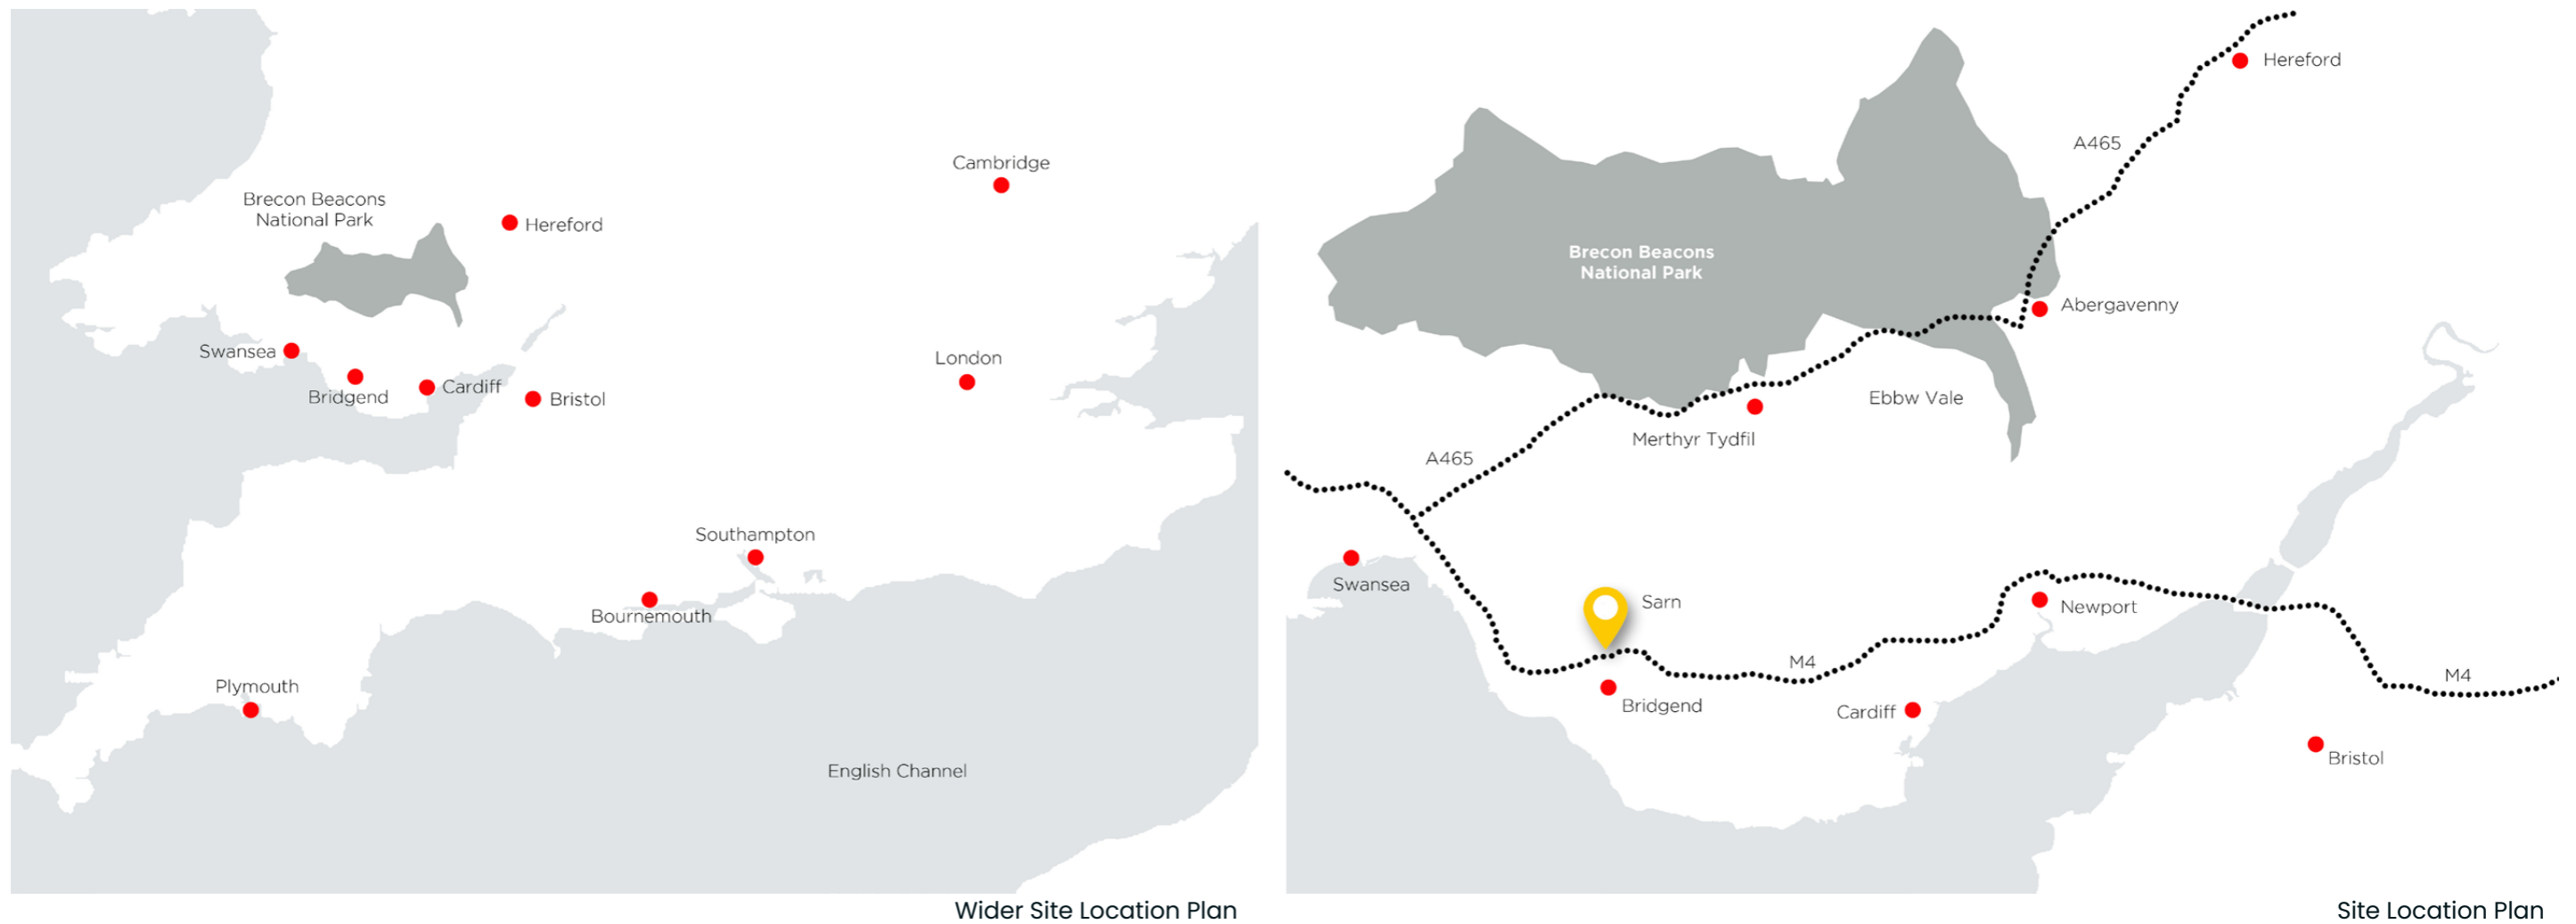 Cambridge
Brecon Beacons
National Park
Hereford
Swansea
London
Bridgend
Cardiff
Bristol
Southampton
Bournemouth
Plymouth
English Channel
Wider Site Location Plan
Hereford
A465
Brecon Beacons
National Park
Abergavenny
Ebbw Vale
Merthyr Tydfil
A465
Swansea
Sarn
Newport
M4
M4
Bridgend
Cardiff
Bristol
Site Location Plan